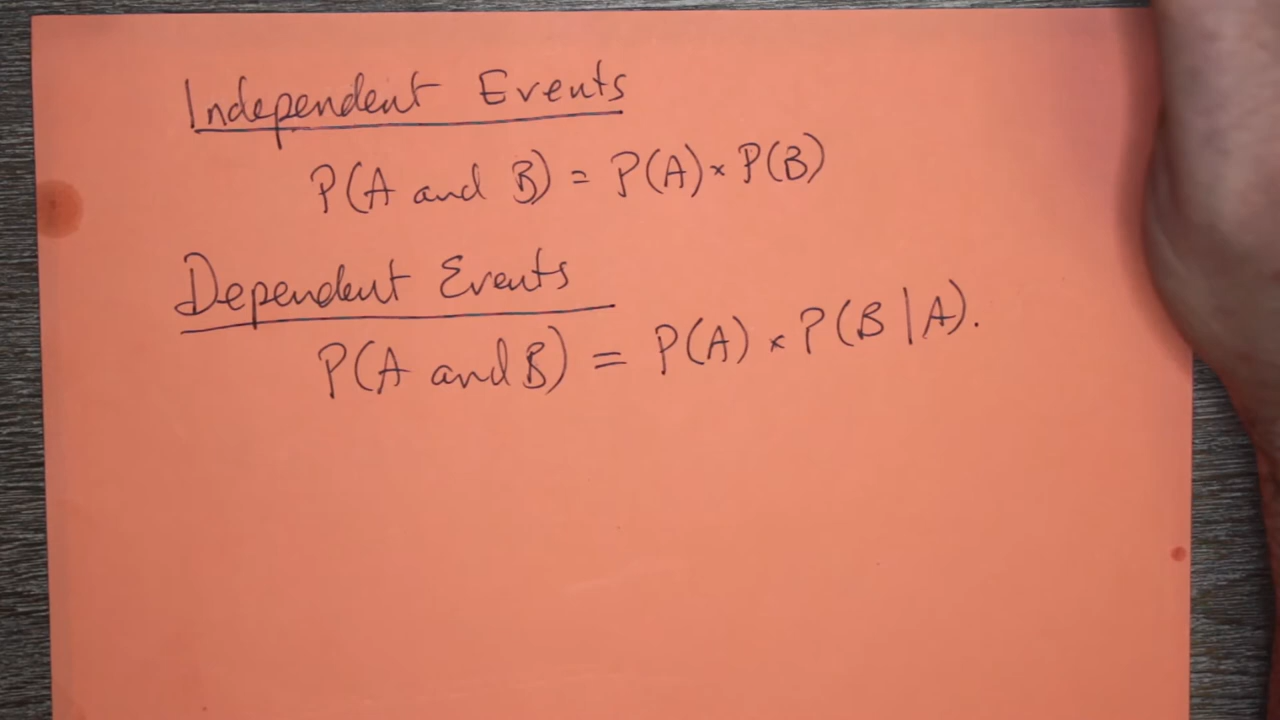 Independent Events
P(A and B) = P(A) × P(B)
Dependent Events
P(A and B) = P(A) × P(B | A).